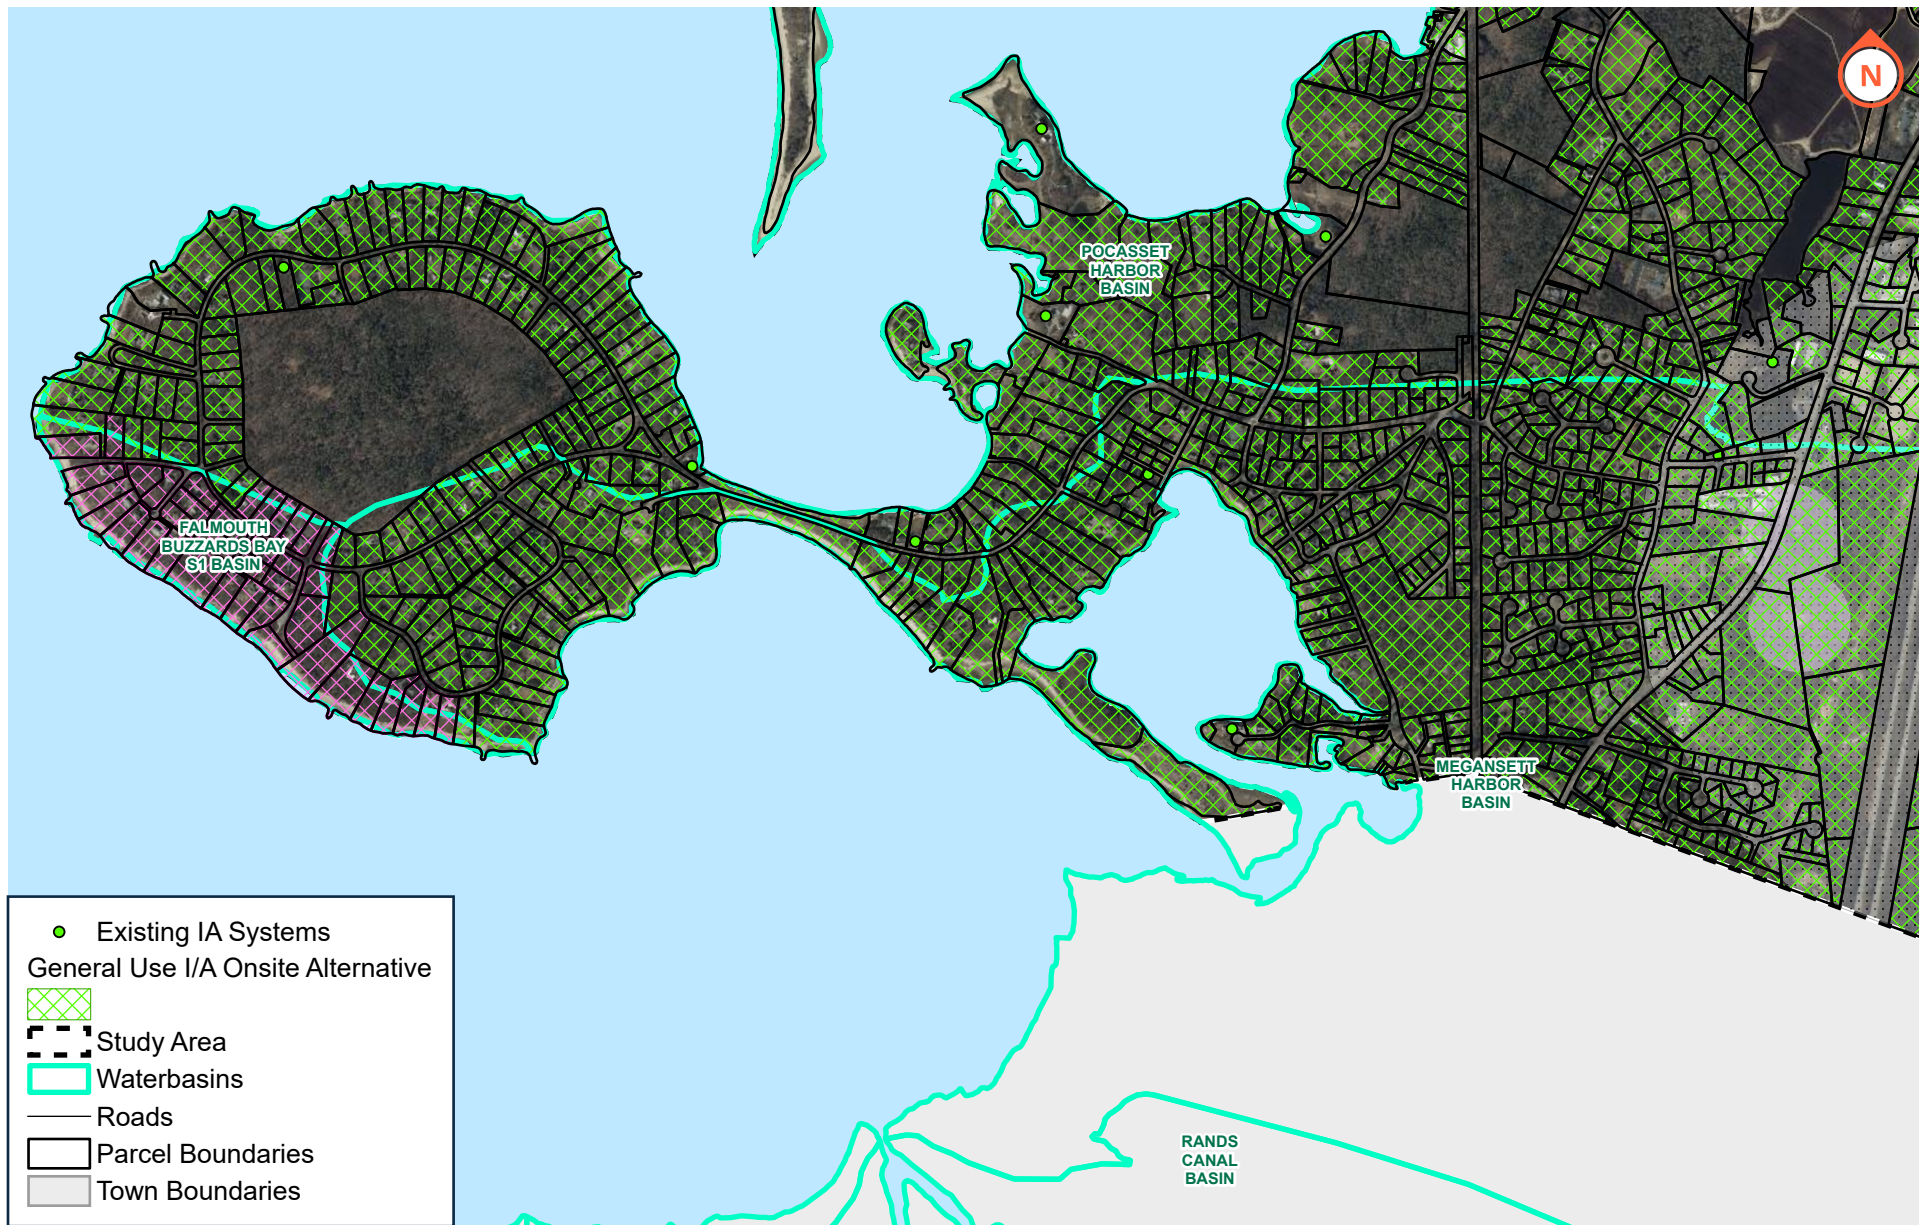 N
POCASSET
HARBOR
BASIN
FALMOUTH
BUZZARDS BAY
S1 BASIN
MEGANSETT
HARBOR
BASIN
RANDS
CANAL
BASIN
Existing IA Systems
General Use I/A Onsite Alternative
Study Area
Waterbasins
Roads
Parcel Boundaries
Town Boundaries